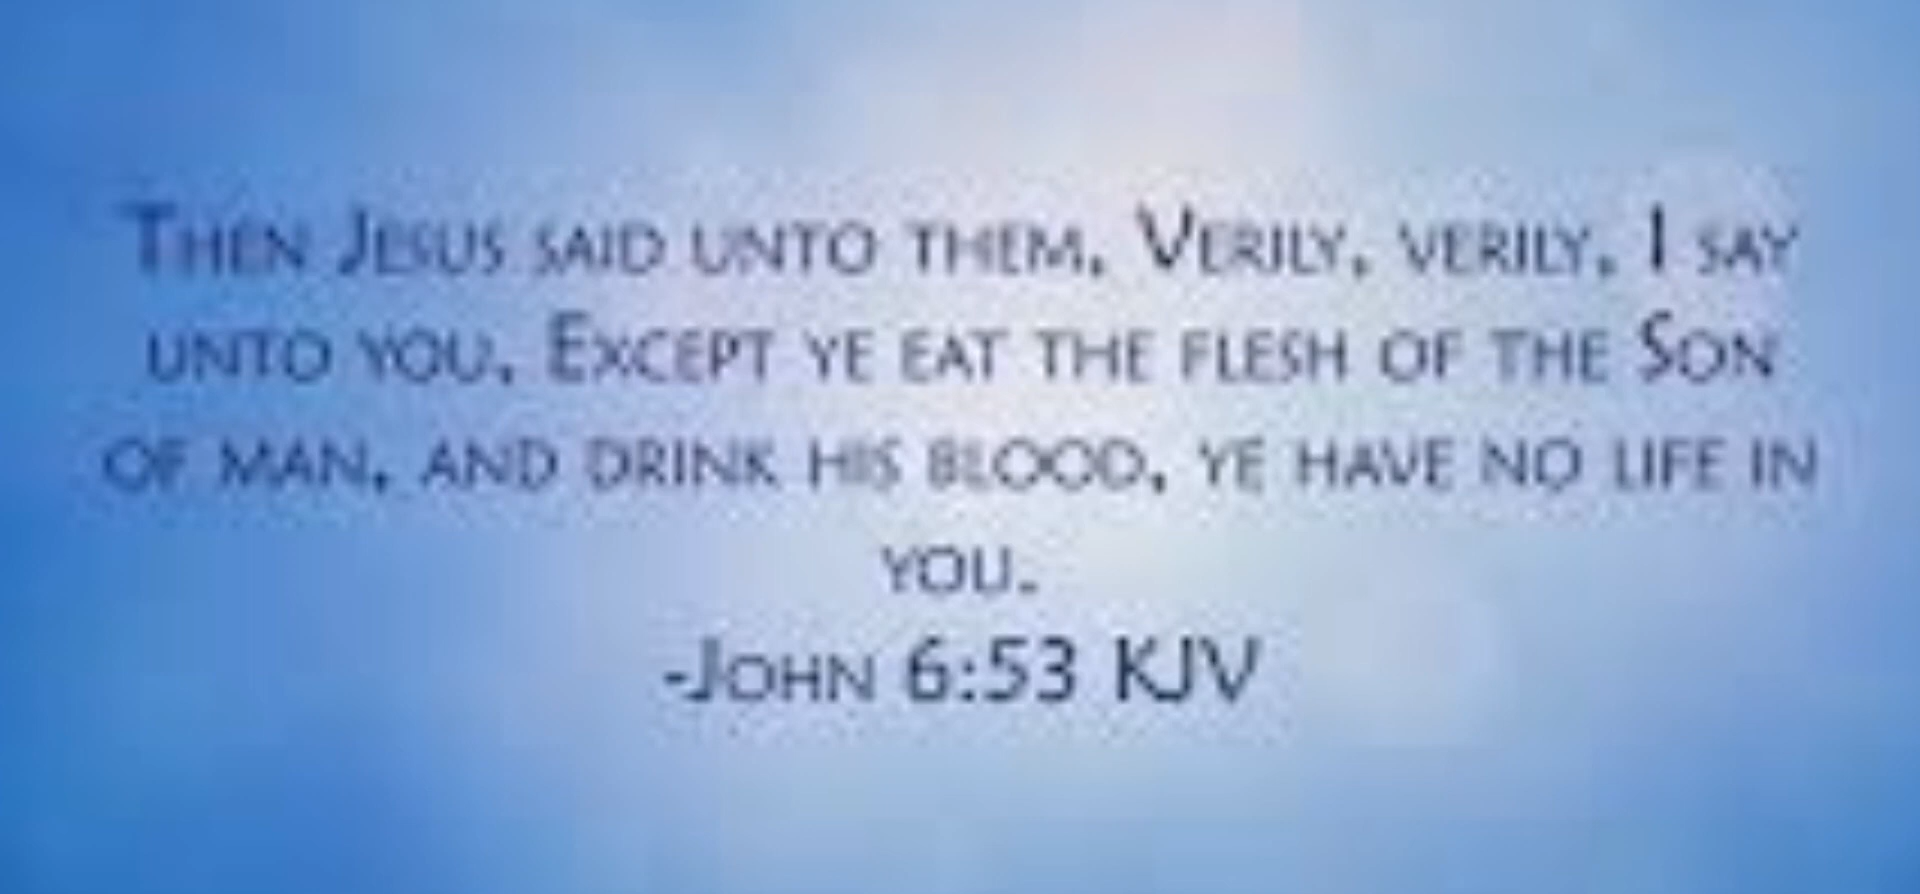 Then Jesus said unto them, Verily, verily, I say
unto you, Except ye eat the flesh of the Son
of man, and drink his blood, ye have no life in
you.
-John 6:53 KJV